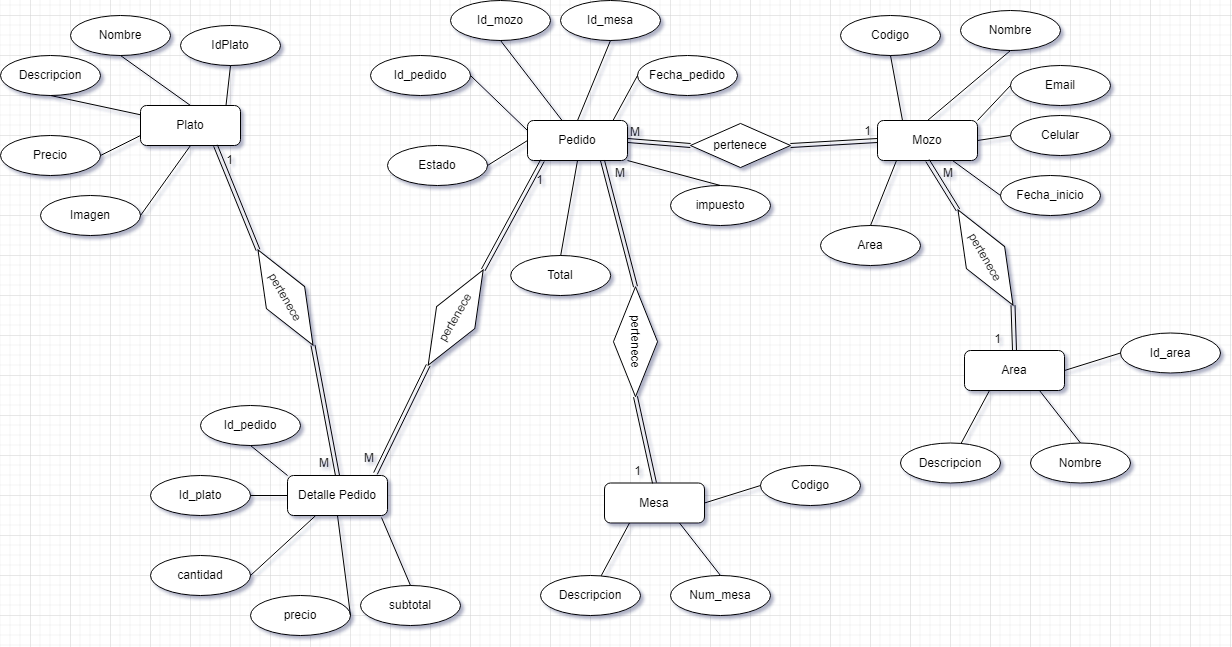 Nombre
IdPlato
Descripcion
Plato
Precio
Imagen
1
pertenece
M
Id_mozo
Id_mesa
Id_pedido
Fecha_pedido
Pedido
Estado
impuesto
Total
M
pertenece
1
1
pertenece
M
M
pertenece
1
Codigo
Nombre
Email
Mozo
Celular
Fecha_inicio
Area
M
pertenece
1
Area
Id_area
Descripcion
Nombre
Id_pedido
Id_plato
Detalle Pedido
cantidad
precio
subtotal
Mesa
Codigo
Descripcion
Num_mesa